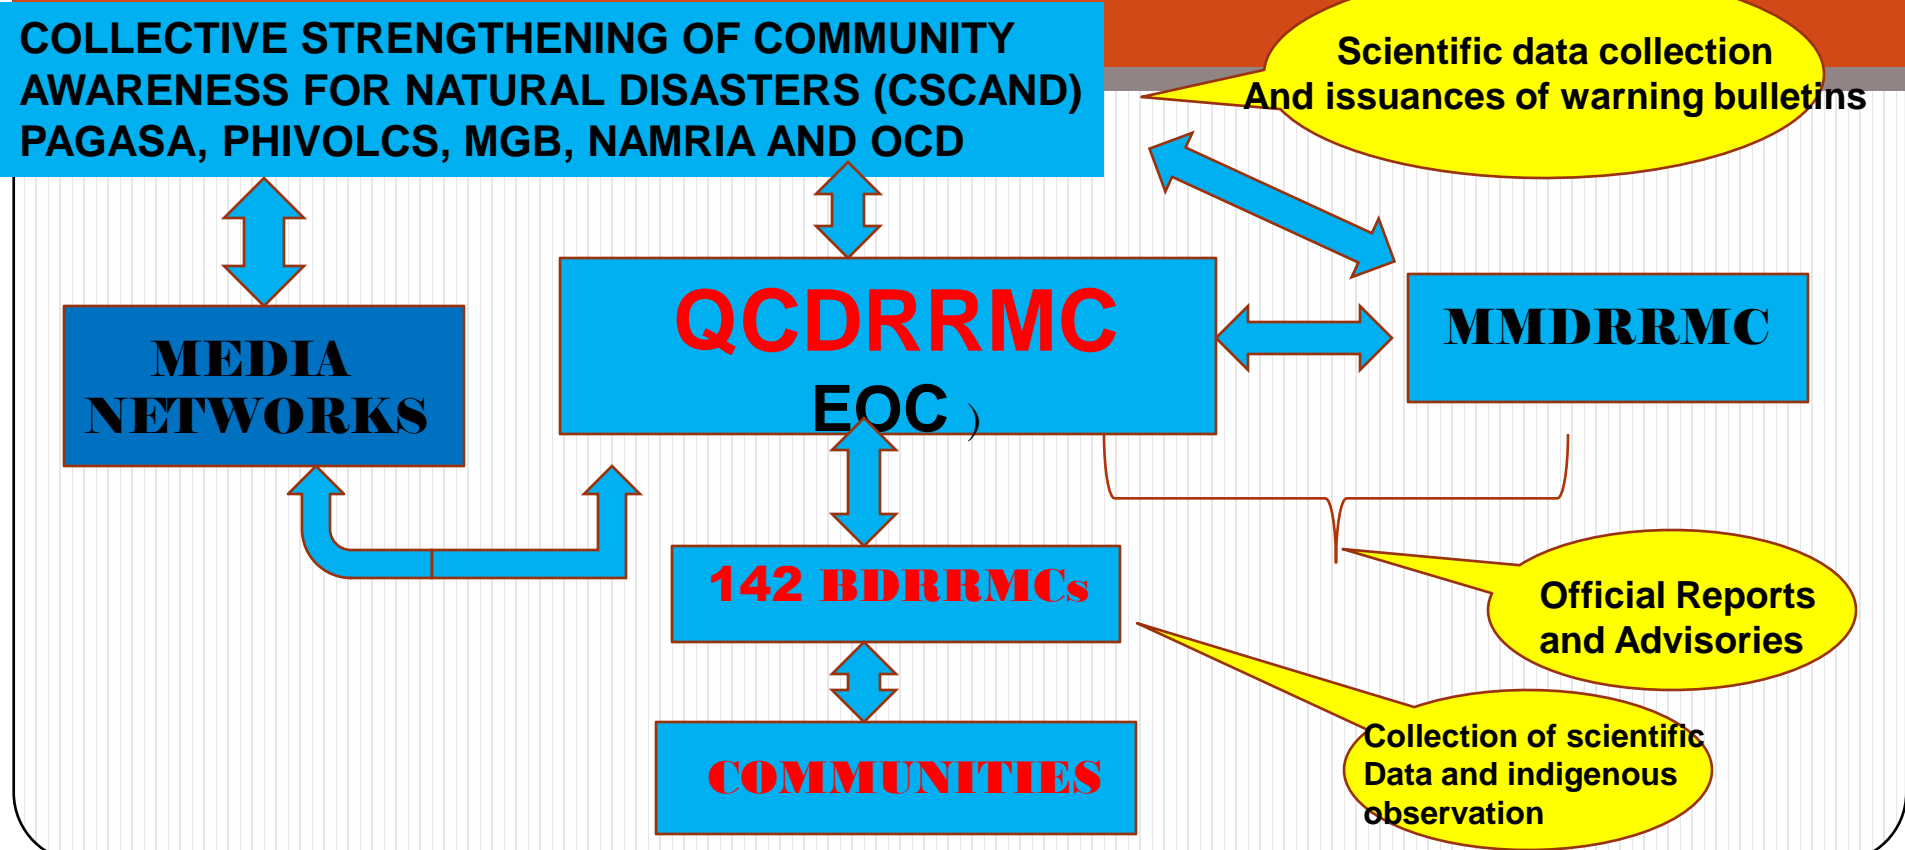 COLLECTIVE STRENGTHENING OF COMMUNITY
AWARENESS FOR NATURAL DISASTERS (CSCAND)
PAGASA, PHIVOLCS, MGB, NAMRIA AND OCD
Scientific data collection
And issuances of warning bulletins
MEDIA
NETWORKS
QCDRRMC
EOC )
MMDRRMC
142 BDRRMCs
Official Reports
and Advisories
COMMUNITIES
Collection of scientific
Data and indigenous
observation